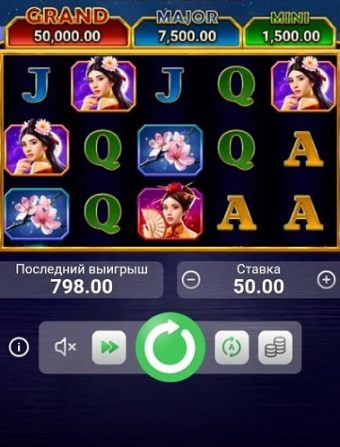 GRAND
MAJOR
MINI
50,000.00
7,500.00
1,500.00
J
J
Q
Q
Q
Q
A
A
A
Последний выигрыш
Ставка
798.00
50.00
A